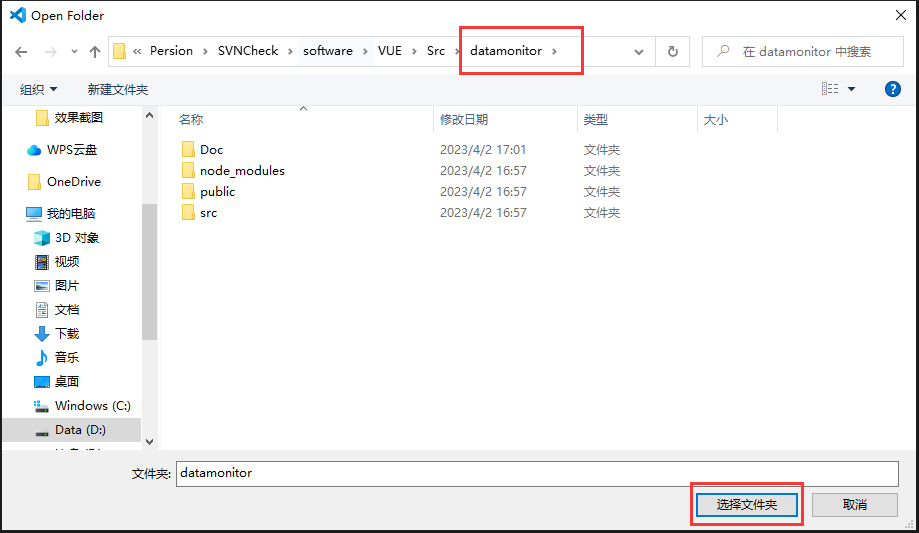 Open Folder
« Persion > SVNCheck > software > VUE > Src > datamonitor >
在 datamonitor 中搜索
组织 新建文件夹 ?
名称 修改日期 类型 大小
效果截图
WPS云盘
OneDrive
我的电脑
3D 对象
视频
图片
文档
下载
音乐
桌面
Windows (C:)
Data (D:)
Doc 2023/4/2 17:01 文件夹
node_modules 2023/4/2 16:57 文件夹
public 2023/4/2 16:57 文件夹
src 2023/4/2 16:57 文件夹
文件夹: datamonitor
选择文件夹 取消